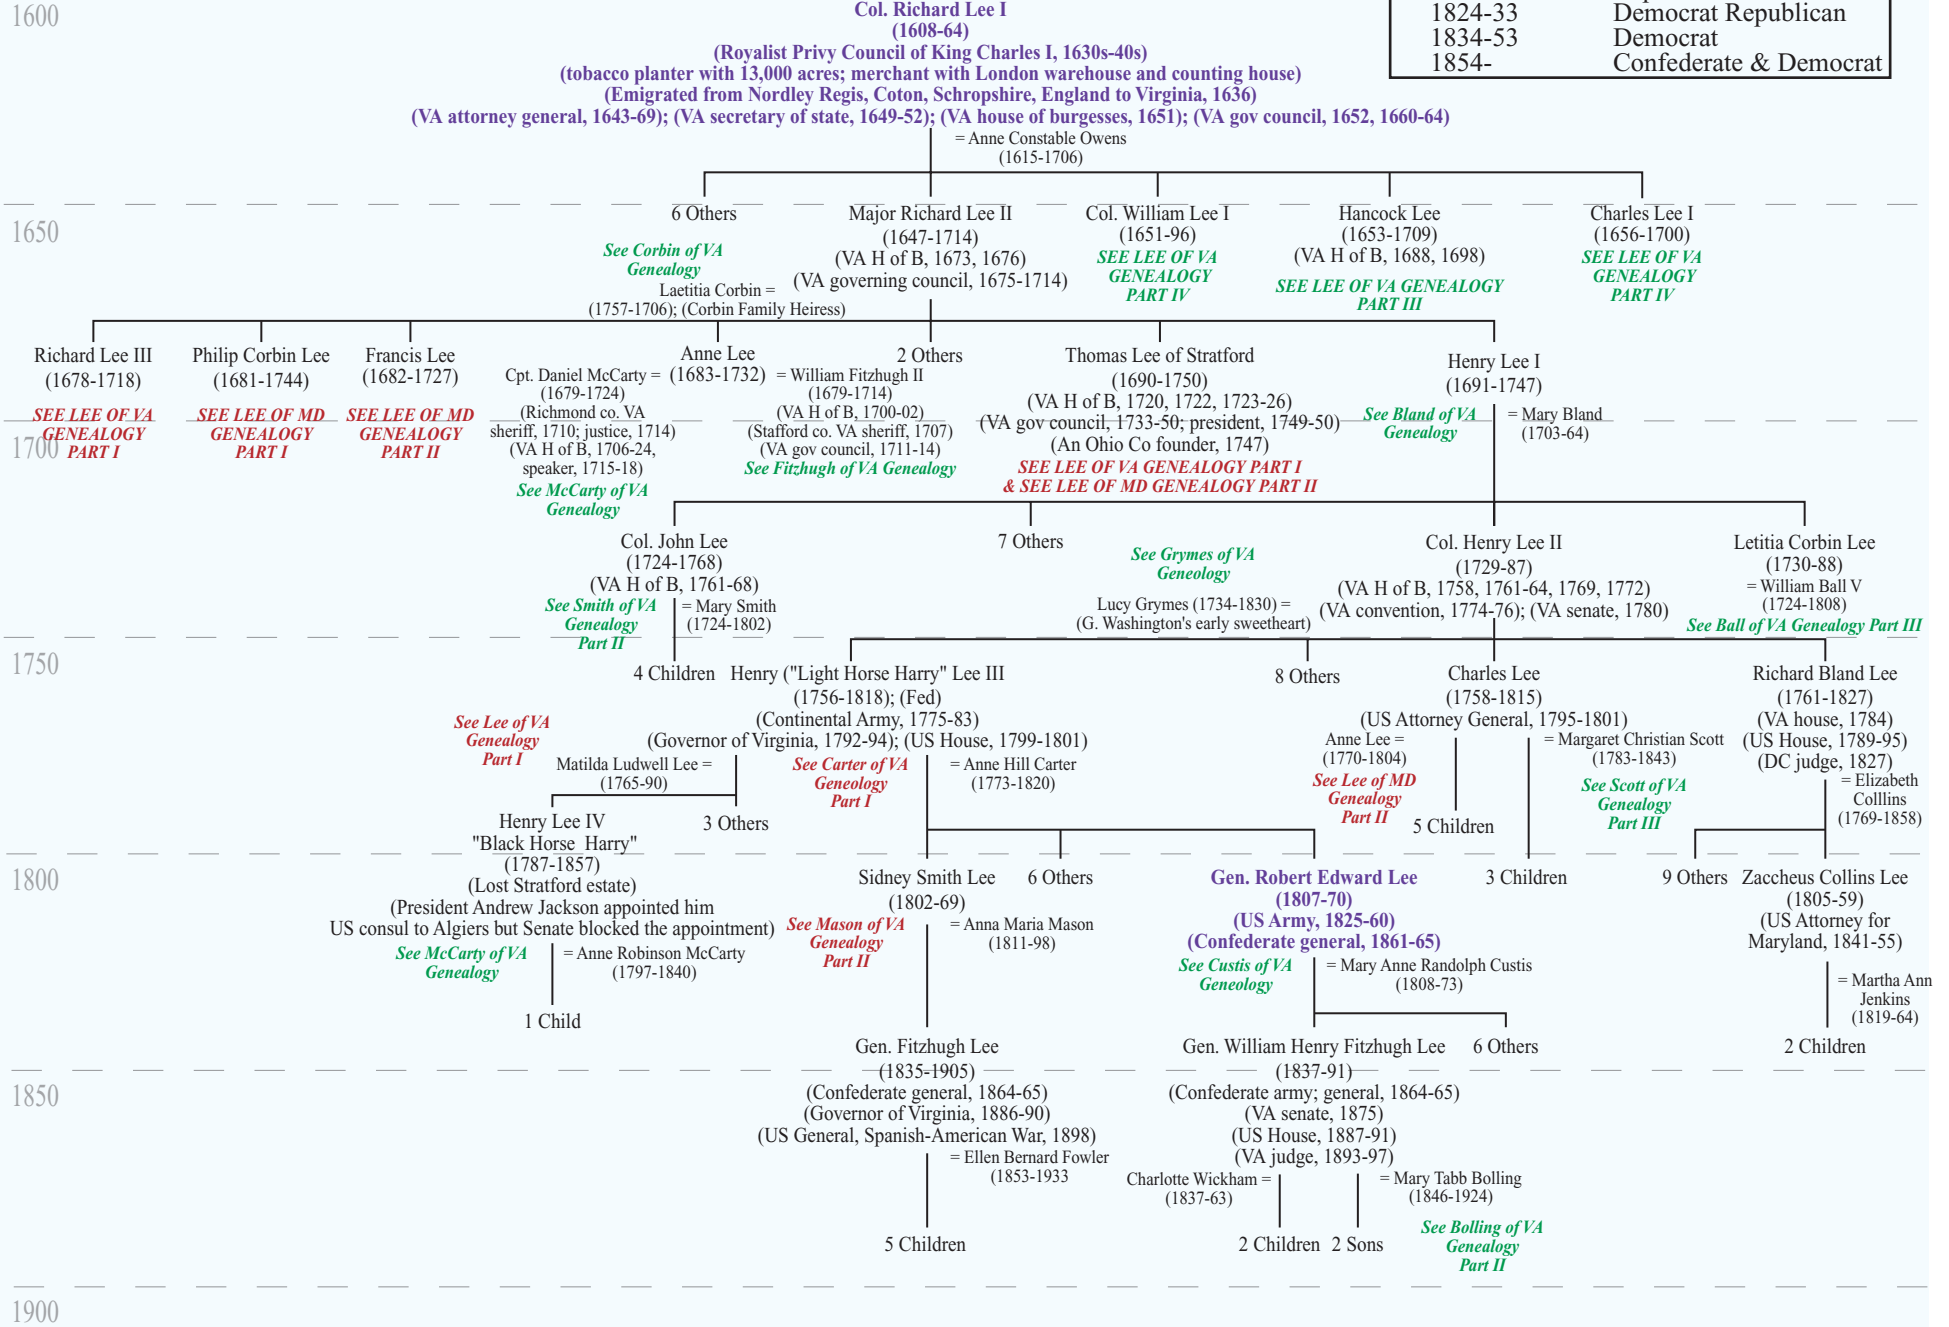 1600
Col. Richard Lee I
(1608-64)
(Royalist Privy Council of King Charles I, 1630s-40s)
(tobacco planter with 13,000 acres; merchant with London warehouse and counting house)
(Emigrated from Nordley Regis, Coton, Schropshire, England to Virginia, 1636)
(VA attorney general, 1643-69); (VA secretary of state, 1649-52); (VA house of burgesses, 1651); (VA gov council, 1652, 1660-64)
1824-33 Democrat Republican
1834-53 Democrat
1854- Confederate & Democrat
= Anne Constable Owens
(1615-1706)
1650
6 Others
See Corbin of VA
Genealogy
Laetitia Corbin =
(1757-1706); (Corbin Family Heiress)
Major Richard Lee II
(1647-1714)
(VA H of B, 1673, 1676)
(VA governing council, 1675-1714)
Col. William Lee I
(1651-96)
SEE LEE OF VA
GENEALOGY
PART IV
Hancock Lee
(1653-1709)
(VA H of B, 1688, 1698)
SEE LEE OF VA GENEALOGY
PART III
Charles Lee I
(1656-1700)
SEE LEE OF VA
GENEALOGY
PART IV
Richard Lee III
(1678-1718)
SEE LEE OF VA
GENEALOGY
PART I
Philip Corbin Lee
(1681-1744)
SEE LEE OF MD
GENEALOGY
PART I
Francis Lee
(1682-1727)
SEE LEE OF MD
GENEALOGY
PART II
Anne Lee
(1683-1732)
Cpt. Daniel McCarty =
(1679-1724)
(Richmond co. VA
sheriff, 1710; justice, 1714)
(VA H of B, 1706-24,
speaker, 1715-18)
See McCarty of VA
Genealogy
= William Fitzhugh II
(1679-1714)
(VA H of B, 1700-02)
(Stafford co. VA sheriff, 1707)
(VA gov council, 1711-14)
See Fitzhugh of VA Genealogy
2 Others
Thomas Lee of Stratford
(1690-1750)
(VA H of B, 1720, 1722, 1723-26)
(VA gov council, 1733-50; president, 1749-50)
(An Ohio Co founder, 1747)
SEE LEE OF VA GENEALOGY PART I
& SEE LEE OF MD GENEALOGY PART II
Henry Lee I
(1691-1747)
See Bland of VA
Genealogy
= Mary Bland
(1703-64)
1700
Col. John Lee
(1724-1768)
(VA H of B, 1761-68)
See Smith of VA
Genealogy
Part II
= Mary Smith
(1724-1802)
4 Children
7 Others
See Grymes of VA
Geneology
Lucy Grymes (1734-1830) =
(G. Washington's early sweetheart)
Col. Henry Lee II
(1729-87)
(VA H of B, 1758, 1761-64, 1769, 1772)
(VA convention, 1774-76); (VA senate, 1780)
Letitia Corbin Lee
(1730-88)
= William Ball V
(1724-1808)
See Ball of VA Genealogy Part III
1750
Henry ("Light Horse Harry" Lee III
(1756-1818); (Fed)
(Continental Army, 1775-83)
(Governor of Virginia, 1792-94); (US House, 1799-1801)
See Lee of VA
Genealogy
Part I
Matilda Ludwell Lee =
(1765-90)
See Carter of VA
Geneology
Part I
= Anne Hill Carter
(1773-1820)
8 Others
Charles Lee
(1758-1815)
(US Attorney General, 1795-1801)
Anne Lee =
(1770-1804)
See Lee of MD
Genealogy
Part II
5 Children
= Margaret Christian Scott
(1783-1843)
See Scott of VA
Genealogy
Part III
3 Children
Richard Bland Lee
(1761-1827)
(VA house, 1784)
(US House, 1789-95)
(DC judge, 1827)
= Elizabeth
Colllins
(1769-1858)
Henry Lee IV
"Black Horse Harry"
(1787-1857)
(Lost Stratford estate)
(President Andrew Jackson appointed him
US consul to Algiers but Senate blocked the appointment)
See McCarty of VA
Genealogy
= Anne Robinson McCarty
(1797-1840)
1 Child
3 Others
1800
Sidney Smith Lee
(1802-69)
See Mason of VA
Genealogy
Part II
= Anna Maria Mason
(1811-98)
6 Others
Gen. Robert Edward Lee
(1807-70)
(US Army, 1825-60)
(Confederate general, 1861-65)
See Custis of VA
Geneology
= Mary Anne Randolph Custis
(1808-73)
9 Others
Zaccheus Collins Lee
(1805-59)
(US Attorney for
Maryland, 1841-55)
= Martha Ann
Jenkins
(1819-64)
2 Children
Gen. Fitzhugh Lee
(1835-1905)
(Confederate general, 1864-65)
(Governor of Virginia, 1886-90)
(US General, Spanish-American War, 1898)
= Ellen Bernard Fowler
(1853-1933
5 Children
Gen. William Henry Fitzhugh Lee
(1837-91)
(Confederate army; general, 1864-65)
(VA senate, 1875)
(US House, 1887-91)
(VA judge, 1893-97)
Charlotte Wickham =
(1837-63)
2 Children
= Mary Tabb Bolling
(1846-1924)
See Bolling of VA
Genealogy
Part II
2 Sons
6 Others
1850
1900